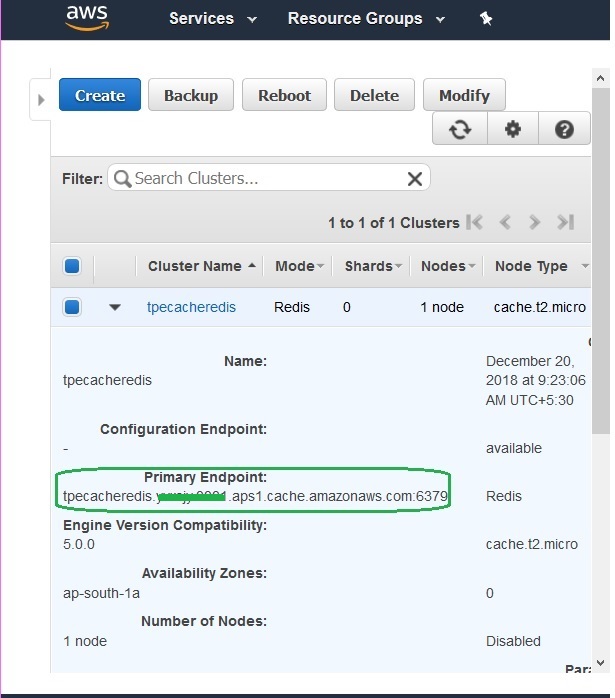 aws Services Resource Groups
Create Backup Reboot Delete Modify
Filter: Search Clusters...
1 to 1 of 1 Clusters
Cluster Name Mode Shards Nodes Node Type
tpecacheredis Redis 0 1 node cache.t2.micro
Name:
tpecacheredis
December 20,
2018 at 9:23:06
AM UTC+5:30
Configuration Endpoint:
-
available
Primary Endpoint:
tpecacheredis. .aps1.cache.amazonaws.com:6379
Redis
Engine Version Compatibility:
5.0.0
cache.t2.micro
Availability Zones:
ap-south-1a
0
Number of Nodes:
1 node
Disabled